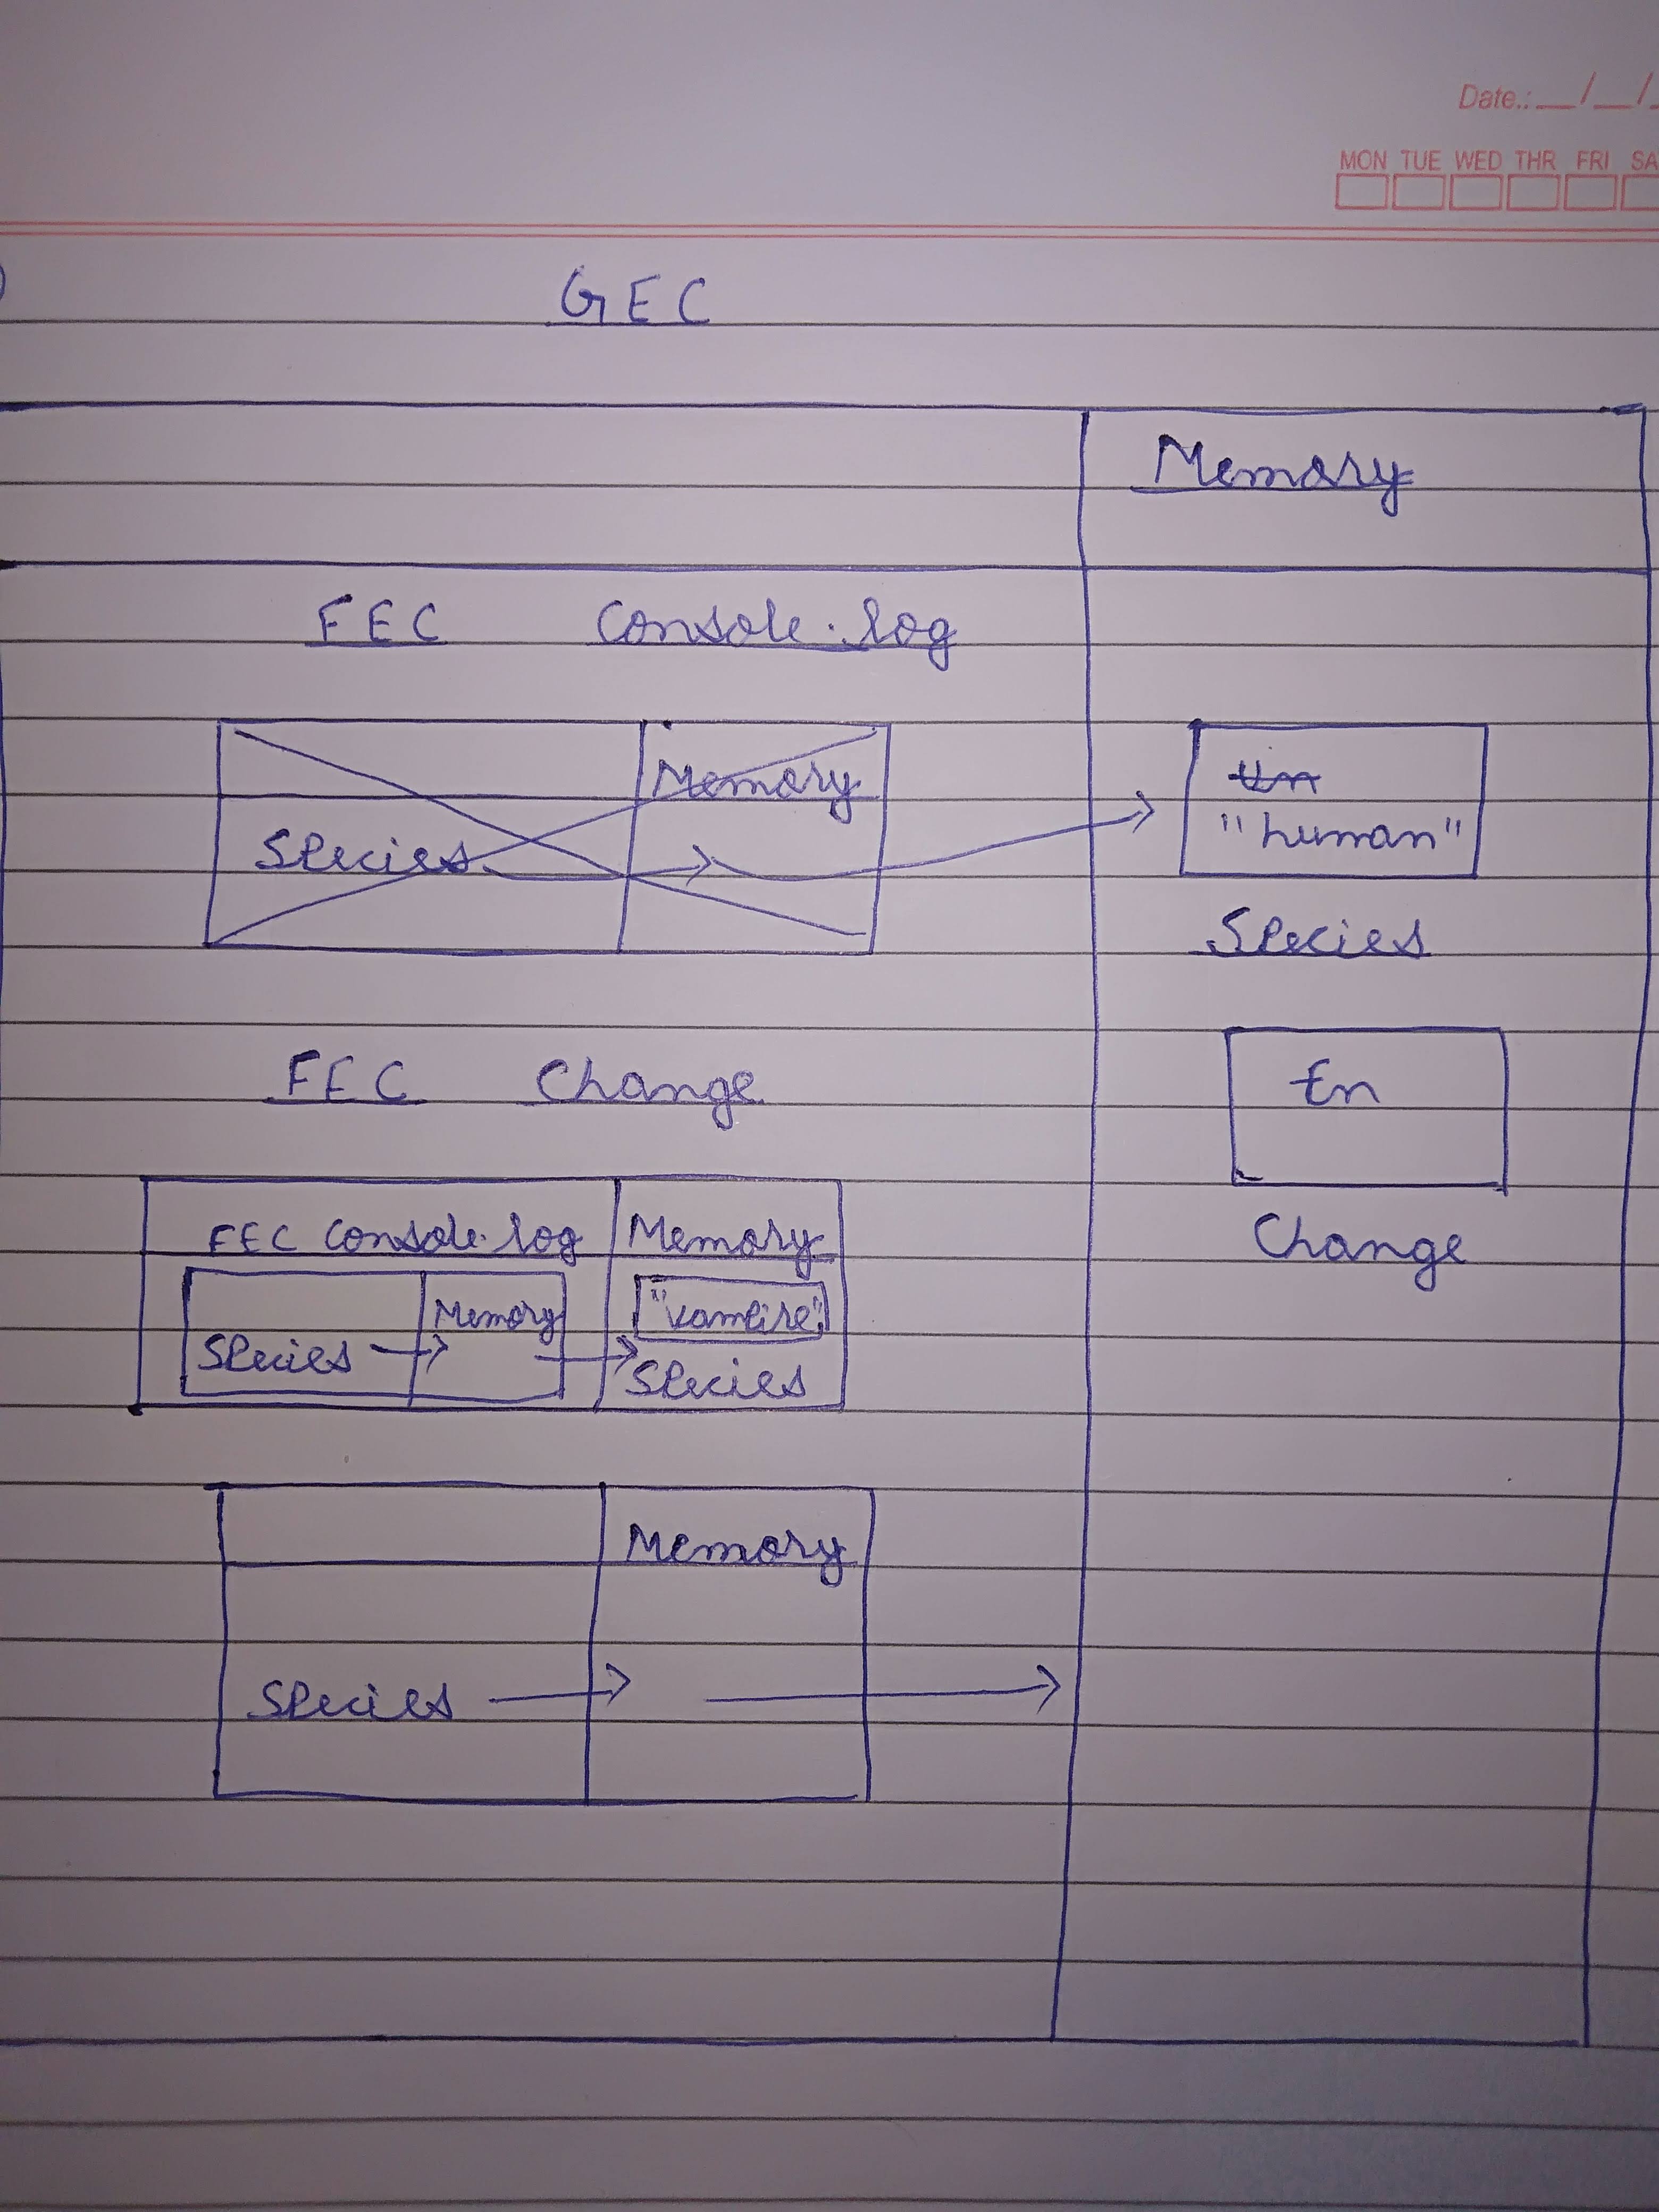 Date.: __/__/_
MON TUE WED THR FRI SA
GEC
Memory
FEC Console.log
Memory
Species
un
"human"
Species
FEC Change
fn
Change
FEC Console.log Memory
Memory "vampire"
Species
Species
Memory
Species